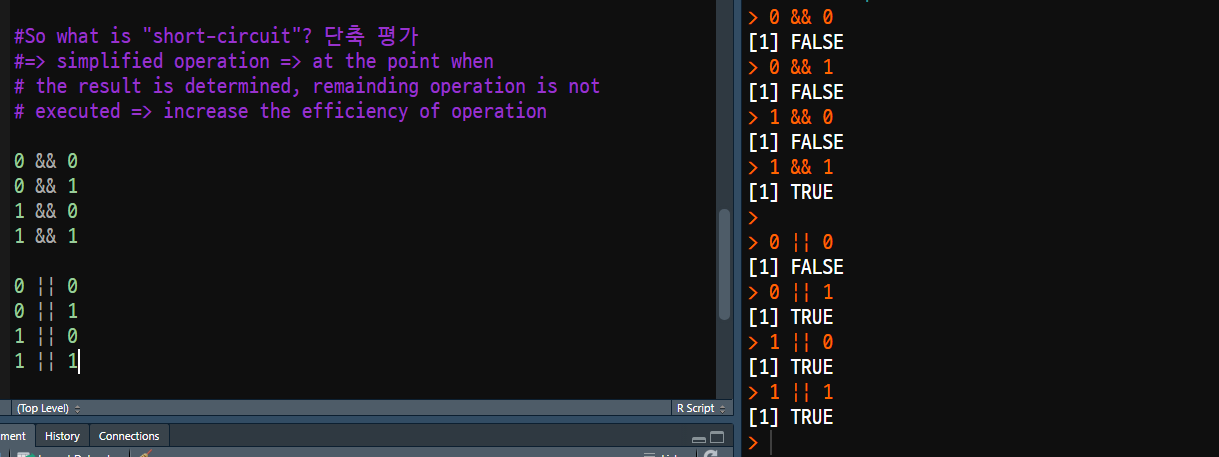 #So what is "short-circuit"? 단축 평가
#=> simplified operation => at the point when
# the result is determined, remainding operation is not
# executed => increase the efficiency of operation
0 && 0
0 && 1
1 && 0
1 && 1
0 || 0
0 || 1
1 || 0
1 || 1
(Top Level)
R Script
ment
History
Connections
> 0 && 0
[1] FALSE
> 0 && 1
[1] FALSE
> 1 && 0
[1] FALSE
> 1 && 1
[1] TRUE
>
> 0 || 0
[1] FALSE
> 0 || 1
[1] TRUE
> 1 || 0
[1] TRUE
> 1 || 1
[1] TRUE
>